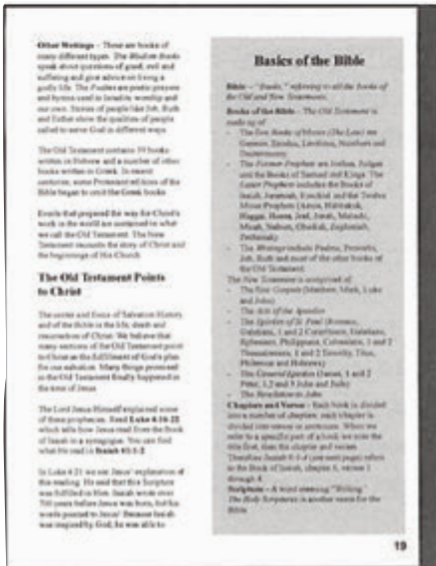 Other Writings – These are books of
many different types. The Wisdom Books
speak about questions of good, evil and
suffering and give advice on living a
godly life. The Psalms are poetic prayers
and hymns used in Israelite worship and
our own. Stories of people like Job, Ruth
and Esther show the qualities of people
called to serve God in different ways.
The Old Testament contains 39 books
written in Hebrew and a number of other
books written in Greek. In recent
centuries, some Protestant editions of the
Bible began to omit the Greek books.
Events that prepared the way for Christ's
work in the world are contained in what
we call the Old Testament. The New
Testament recounts the story of Christ and
the beginnings of His Church.
The Old Testament Points
to Christ
The center and focus of Salvation History
and of the Bible is the life, death and
resurrection of Christ. We believe that
many sections of the Old Testament point
to Christ as the fulfillment of God's plan
for our salvation. Many things promised
in the Old Testament finally happened in
the time of Jesus.
The Lord Jesus Himself explained some
of these prophecies. Read Luke 4:16-22
which tells how Jesus read from the Book
of Isaiah in a synagogue. You can find
what He read in Isaiah 61:1-2.
In Luke 4:21 we see Jesus' explanation of
this reading. He said that this Scripture
was fulfilled in Him. Isaiah wrote over
700 years before Jesus was born, but his
words pointed to Jesus! Because Isaiah
was inspired by God, he was able to
Basics of the Bible
Bible – "Books," referring to all the books of
the Old and New Testaments.
Books of the Bible – The Old Testament is
made up of
- The five Books of Moses (The Law) are
Genesis, Exodus, Leviticus, Numbers and
Deuteronomy
- The Former Prophets are Joshua, Judges
and the Books of Samuel and Kings. The
Latter Prophets includes the Books of
Isaiah, Jeremiah, Ezekiel and the Twelve
Minor Prophets (Amos, Habakkuk,
Haggai, Hosea, Joel, Jonah, Malachi,
Micah, Nahum, Obadiah, Zephaniah,
Zechariah)
- The Writings include Psalms, Proverbs,
Job, Ruth and most of the other books of
the Old Testament.
The New Testament is comprised of:
- The four Gospels (Matthew, Mark, Luke
and John)
- The Acts of the Apostles
- The Epistles of St. Paul (Romans,
Galatians, 1 and 2 Corinthians,
Ephesians, Philippians, Colossians, 1 and 2
Thessalonians, 1 and 2 Timothy, Titus,
Philemon and Hebrews)
- The General Epistles (James, 1 and 2
Peter, 1,2 and 3 John and Jude)
- The Revelation to John
Chapters and Verses – Each book is divided
into a number of chapters; each chapter is
divided into verses or sentences. When we
refer to a specific part of a book we note the
title first, then the chapter and verses.
Therefore Isaiah 6:1-4 (see next page) refers
to the Book of Isaiah, chapter 6, verses 1
through 4.
Scripture – A word meaning "Writing."
The Holy Scriptures is another name for the
Bible.
19